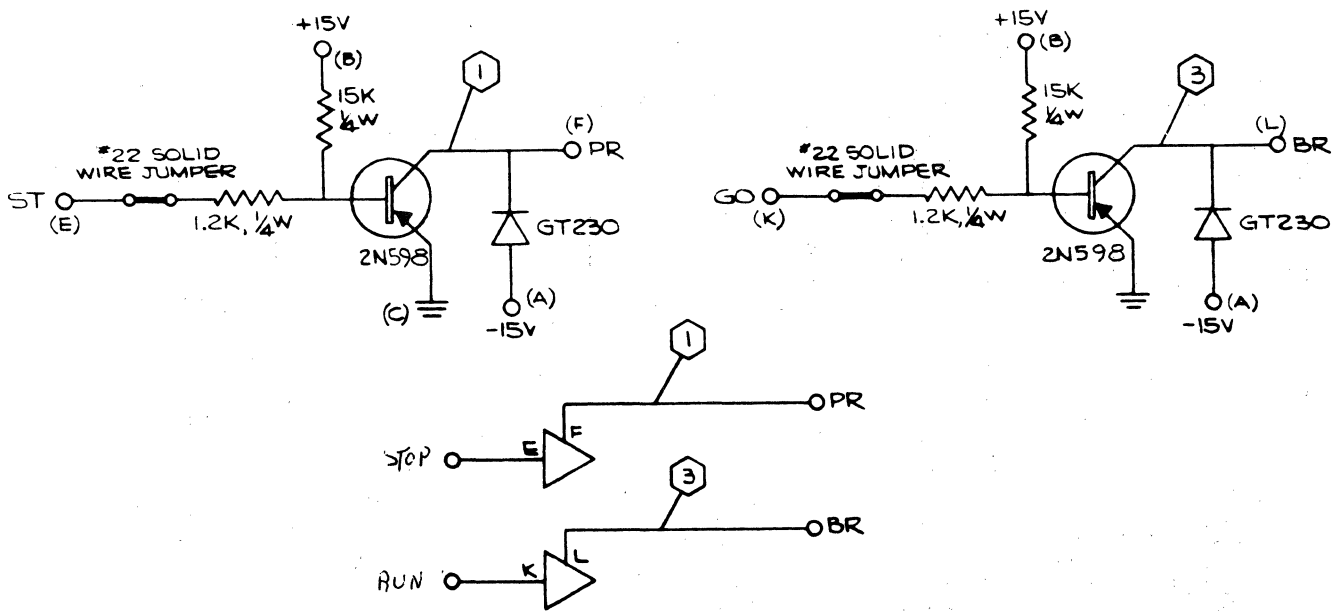 +15V
(B)
15K
¼W
1
(F)
PR
#22 SOLID
WIRE JUMPER
ST
(E)
1.2K, ¼W
2N598
GT230
(C)
(A)
-15V
+15V
(B)
15K
¼W
3
(L)
BR
#22 SOLID
WIRE JUMPER
GO
(K)
1.2K, ¼W
2N598
GT230
(A)
-15V
1
PR
F
E
STOP
3
BR
L
K
RUN